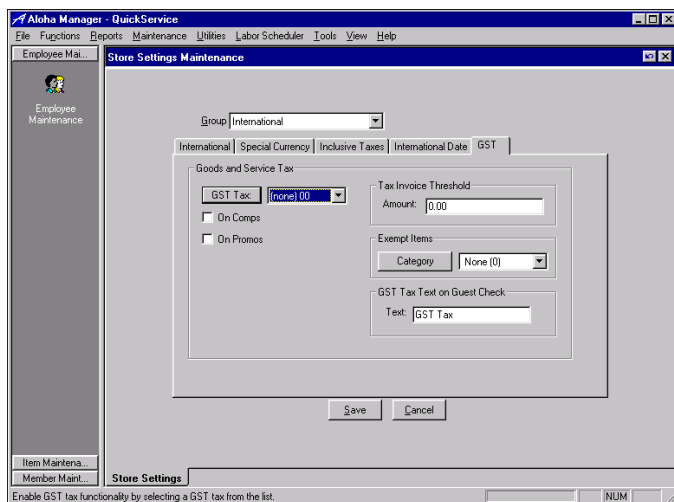 Aloha Manager - QuickService
File Functions Reports Maintenance Utilities Labor Scheduler Tools View Help
Employee Mai...
Store Settings Maintenance
Employee
Maintenance
Group International
International Special Currency Inclusive Taxes International Date GST
Goods and Service Tax
GST Tax: (none) 00
On Comps
On Promos
Tax Invoice Threshold
Amount: 0.00
Exempt Items
Category None (0)
GST Tax Text on Guest Check
Text: GST Tax
Save Cancel
Item Maintena...
Member Maint...
Store Settings
Enable GST tax functionality by selecting a GST tax from the list.
NUM